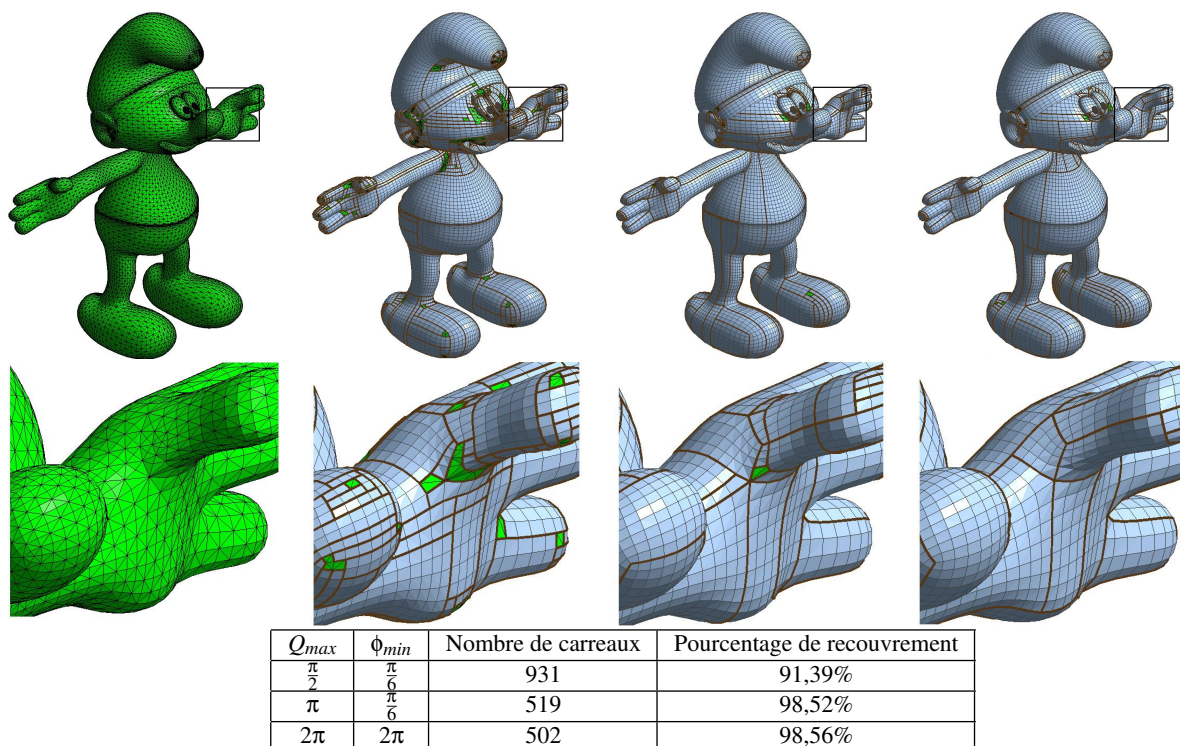 Q_max ϕ_min Nombre de carreaux Pourcentage de recouvrement
π/2 π/6 931 91,39%
π π/6 519 98,52%
2π 2π 502 98,56%